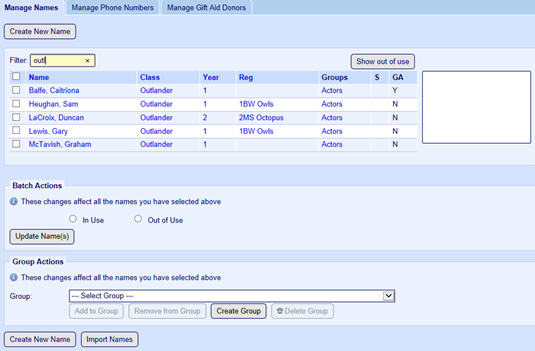 Manage Names Manage Phone Numbers Manage Gift Aid Donors
Create New Name
Filter: outl × Show out of use
Name Class Year Reg Groups S GA
Balfe, Caitriona Outlander 1 Actors Y
Heughan, Sam Outlander 1 1BW Owls Actors N
LaCroix, Duncan Outlander 2 2MS Octopus Actors N
Lewis, Gary Outlander 1 1BW Owls Actors N
McTavish, Graham Outlander 1 Actors N
Batch Actions
These changes affect all the names you have selected above
In Use Out of Use
Update Name(s)
Group Actions
These changes affect all the names you have selected above
Group: --- Select Group ---
Add to Group Remove from Group Create Group Delete Group
Create New Name Import Names